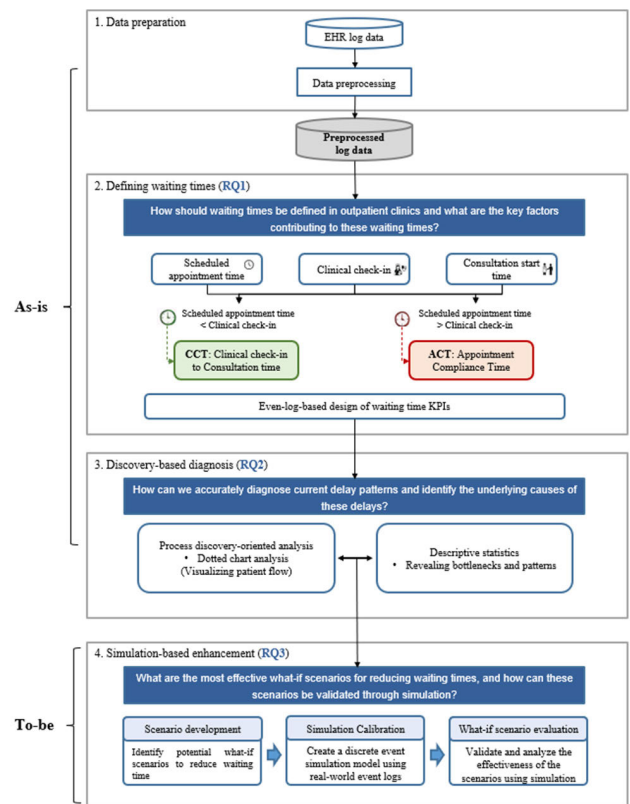 1. Data preparation
EHR log data
Data preprocessing
Preprocessed
log data
As-is
2. Defining waiting times (RQ1)
How should waiting times be defined in outpatient clinics and what are the key factors
contributing to these waiting times?
Scheduled
appointment time
Clinical check-in
Consultation start
time
Scheduled appointment time
< Clinical check-in
Scheduled appointment time
> Clinical check-in
CCT: Clinical check-in
to Consultation time
ACT: Appointment
Compliance Time
Even-log-based design of waiting time KPIs
3. Discovery-based diagnosis (RQ2)
How can we accurately diagnose current delay patterns and identify the underlying causes of
these delays?
Process discovery-oriented analysis
• Dotted chart analysis
(Visualizing patient flow)
Descriptive statistics
• Revealing bottlenecks and patterns
To-be
4. Simulation-based enhancement (RQ3)
What are the most effective what-if scenarios for reducing waiting times, and how can these
scenarios be validated through simulation?
Scenario development
Identify potential what-if
scenarios to reduce waiting
time
Simulation Calibration
Create a discrete event
simulation model using
real-world event logs
What-if scenario evaluation
Validate and analyze the
effectiveness of the
scenarios using simulation